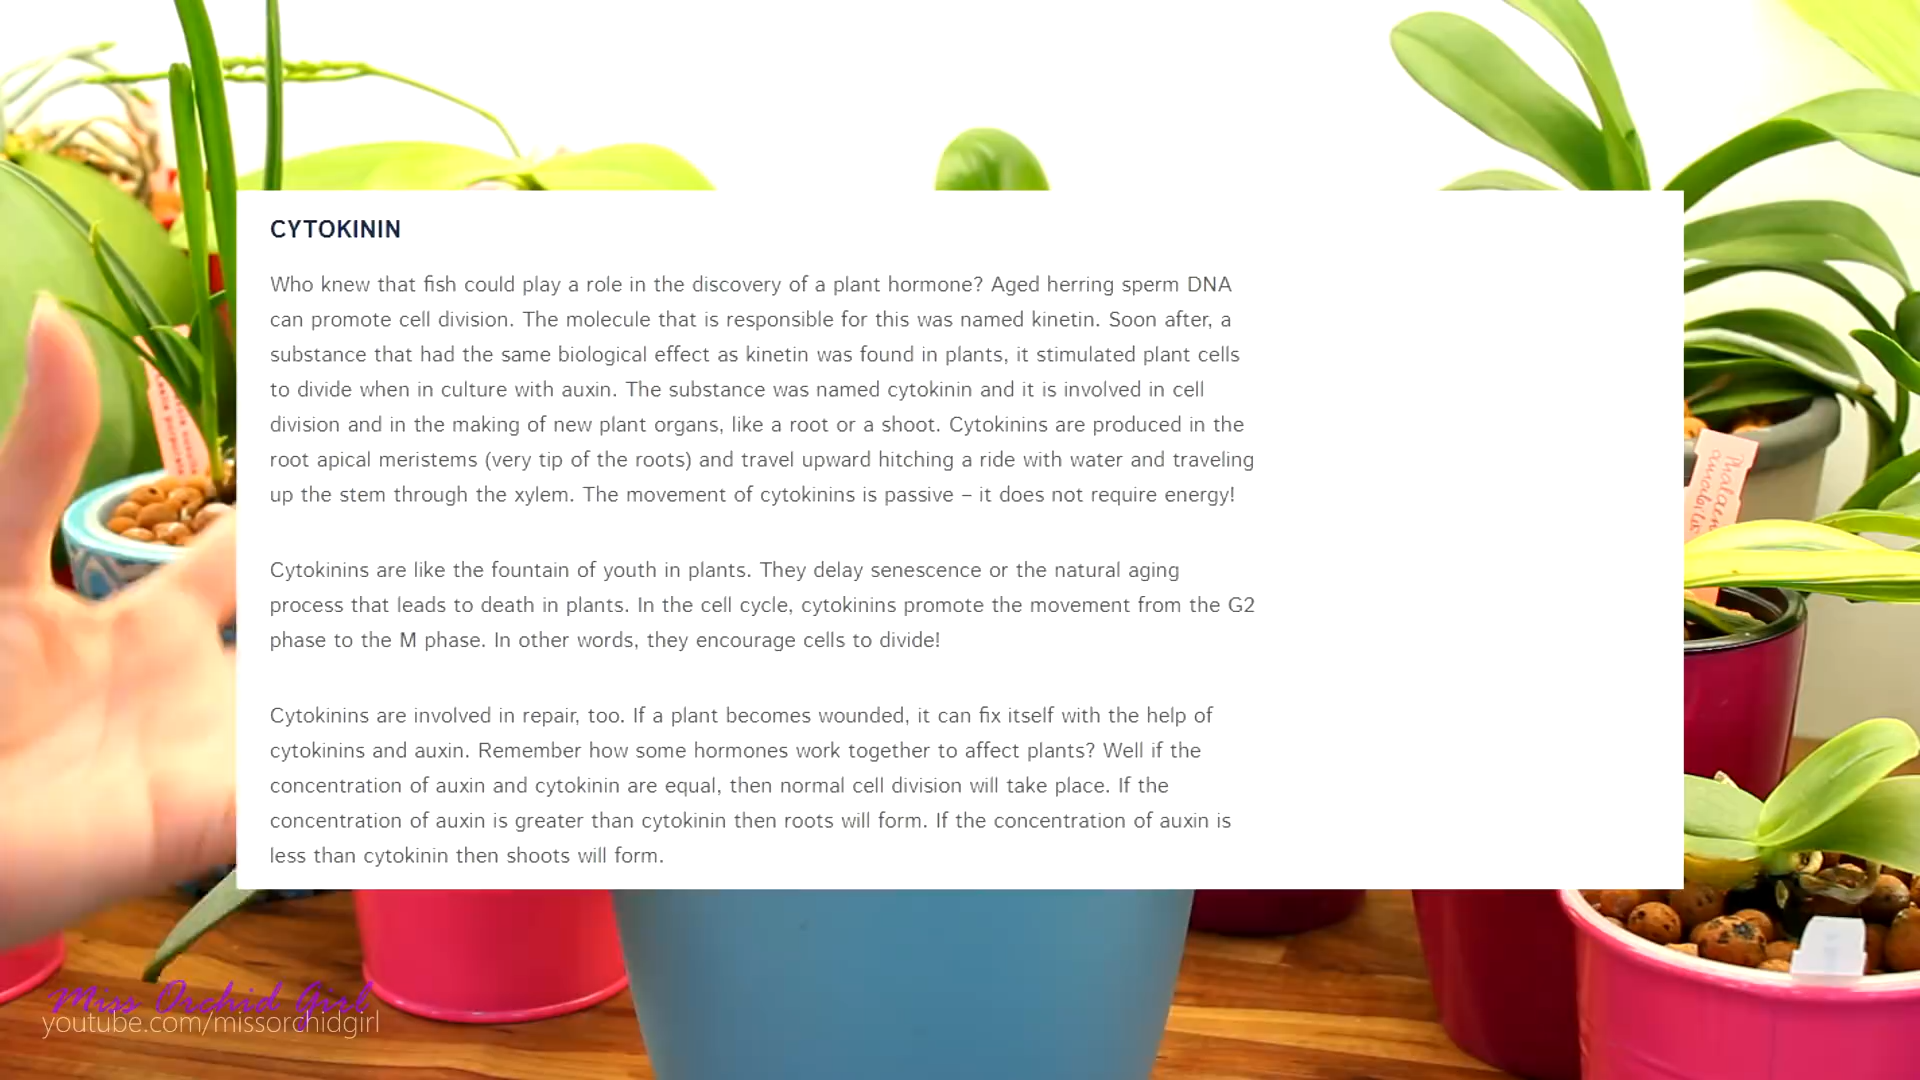 CYTOKININ
Who knew that fish could play a role in the discovery of a plant hormone? Aged herring sperm DNA
can promote cell division. The molecule that is responsible for this was named kinetin. Soon after, a
substance that had the same biological effect as kinetin was found in plants, it stimulated plant cells
to divide when in culture with auxin. The substance was named cytokinin and it is involved in cell
division and in the making of new plant organs, like a root or a shoot. Cytokinins are produced in the
root apical meristems (very tip of the roots) and travel upward hitching a ride with water and traveling
up the stem through the xylem. The movement of cytokinins is passive – it does not require energy!
Cytokinins are like the fountain of youth in plants. They delay senescence or the natural aging
process that leads to death in plants. In the cell cycle, cytokinins promote the movement from the G2
phase to the M phase. In other words, they encourage cells to divide!
Cytokinins are involved in repair, too. If a plant becomes wounded, it can fix itself with the help of
cytokinins and auxin. Remember how some hormones work together to affect plants? Well if the
concentration of auxin and cytokinin are equal, then normal cell division will take place. If the
concentration of auxin is greater than cytokinin then roots will form. If the concentration of auxin is
less than cytokinin then shoots will form.
Miss Orchid Girl
youtube.com/missorchidgirl